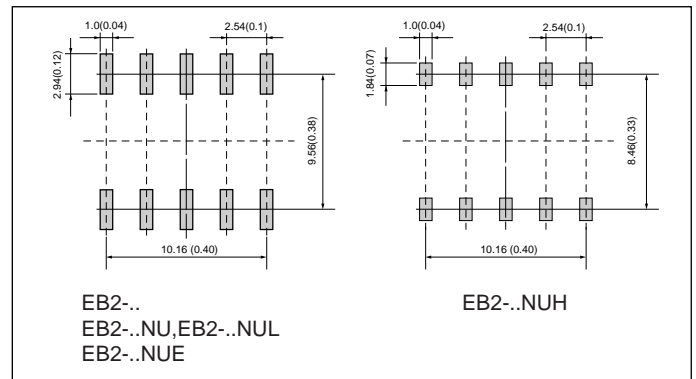 1.0(0.04)
2.54(0.1)
2.94(0.12)
9.56(0.38)
10.16 (0.40)
EB2-..
EB2-..NU,EB2-..NUL
EB2-..NUE
1.0(0.04)
2.54(0.1)
1.84(0.07)
8.46(0.33)
10.16 (0.40)
EB2-..NUH